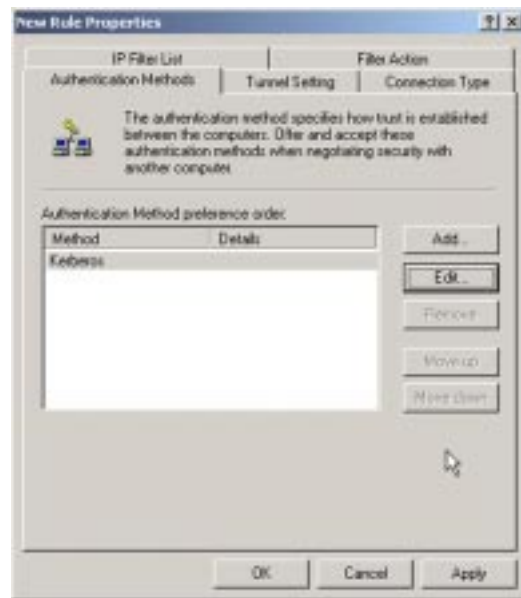 New Rule Properties
IP Filter List
Filter Action
Authentication Methods
Tunnel Setting
Connection Type
The authentication method specifies how trust is established
between the computers. Offer and accept these
authentication methods when negotiating security with
another computer.
Authentication Method preference order:
Method Details
Kerberos
Add...
Edit...
Remove
Move up
Move down
OK Cancel Apply